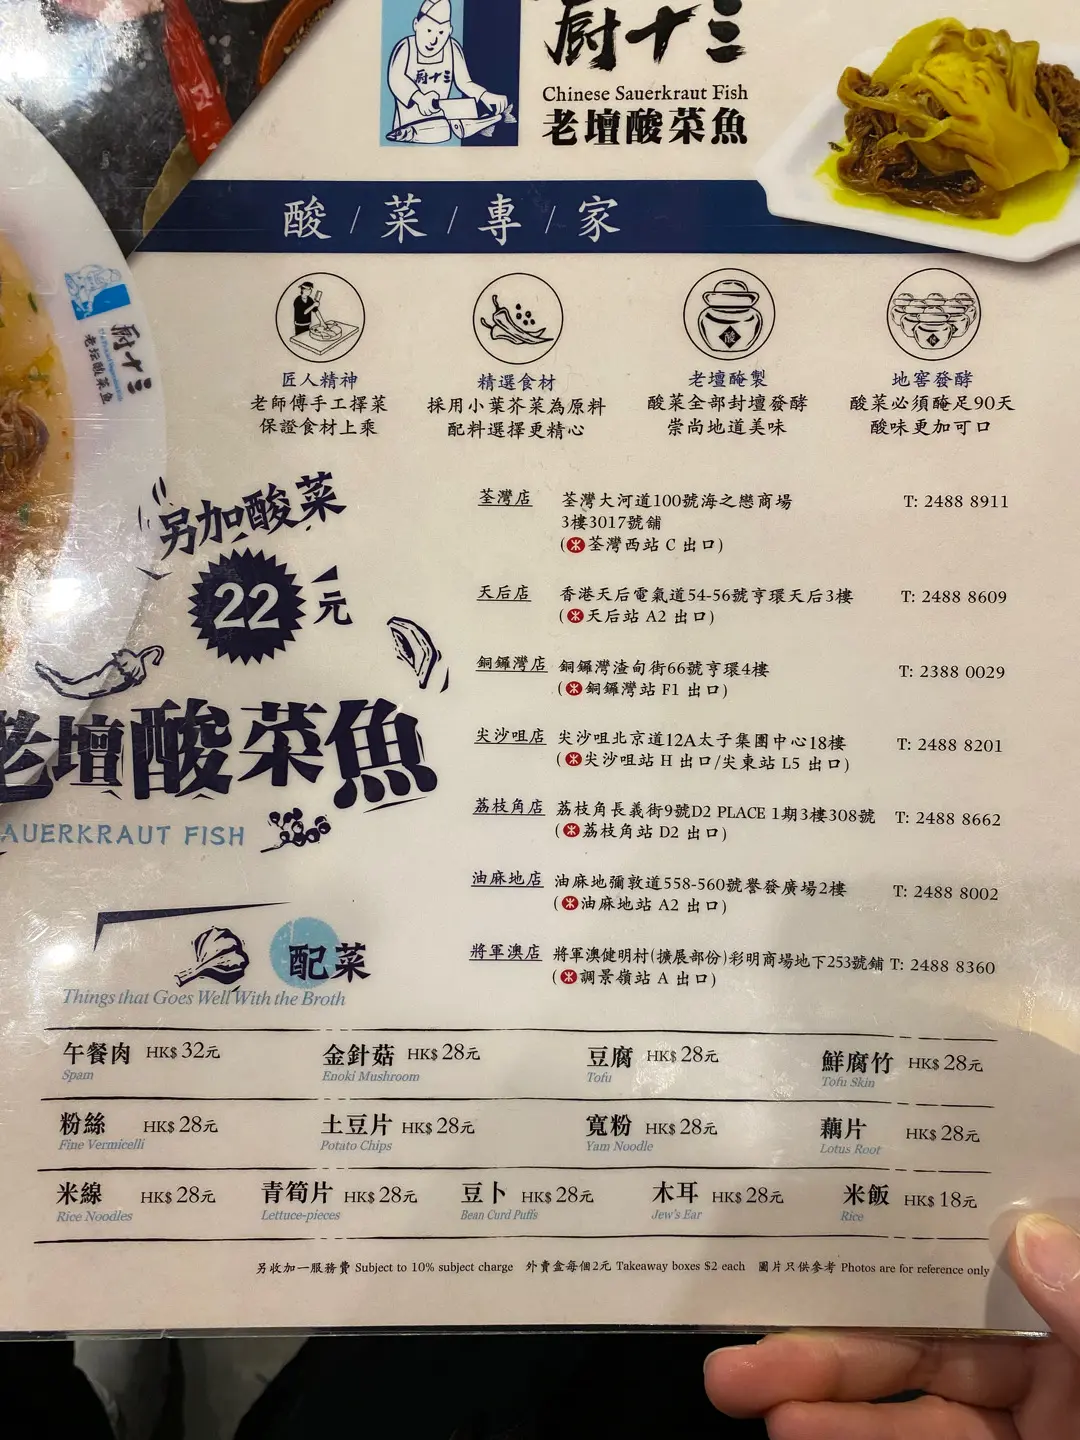 廚十三
廚十三
Chinese Sauerkraut Fish
老壇酸菜魚
酸/菜/專/家
廚十三
老坛酸菜鱼
匠人精神
老師傅手工擇菜
保證食材上乘
精選食材
採用小葉芥菜為原料
配料選擇更精心
老壇醃製
酸菜全部封壇發酵
崇尚地道美味
地窖發酵
酸菜必須醃足90天
酸味更加可口
另加酸菜
22元
老壇酸菜魚
AUERKRAUT FISH
荃灣店 荃灣大河道100號海之戀商場 T: 2488 8911
3樓3017號舖
(荃灣西站 C 出口)
天后店 香港天后電氣道54-56號亨環天后3樓 T: 2488 8609
(天后站 A2 出口)
銅鑼灣店 銅鑼灣渣甸街66號亨環4樓 T: 2388 0029
(銅鑼灣站 F1 出口)
尖沙咀店 尖沙咀北京道12A太子集團中心18樓 T: 2488 8201
(尖沙咀站 H 出口/尖東站 L5 出口)
荔枝角店 荔枝角長義街9號D2 PLACE 1期3樓308號 T: 2488 8662
(荔枝角站 D2 出口)
油麻地店 油麻地彌敦道558-560號譽發廣場2樓 T: 2488 8002
(油麻地站 A2 出口)
將軍澳店 將軍澳健明村(擴展部份)彩明商場地下253號舖 T: 2488 8360
(調景嶺站 A 出口)
配菜
Things that Goes Well With the Broth
午餐肉 HK$ 32元 金針菇 HK$ 28元 豆腐 HK$ 28元 鮮腐竹 HK$ 28元
Spam Enoki Mushroom Tofu Tofu Skin
粉絲 HK$ 28元 土豆片 HK$ 28元 寬粉 HK$ 28元 藕片 HK$ 28元
Fine Vermicelli Potato Chips Yam Noodle Lotus Root
米線 HK$ 28元 青筍片 HK$ 28元 豆卜 HK$ 28元 木耳 HK$ 28元 米飯 HK$ 18元
Rice Noodles Lettuce-pieces Bean Curd Puffs Jew's Ear Rice
另收加一服務費 Subject to 10% subject charge 外賣盒每個2元 Takeaway boxes $2 each 圖片只供參考 Photos are for reference only